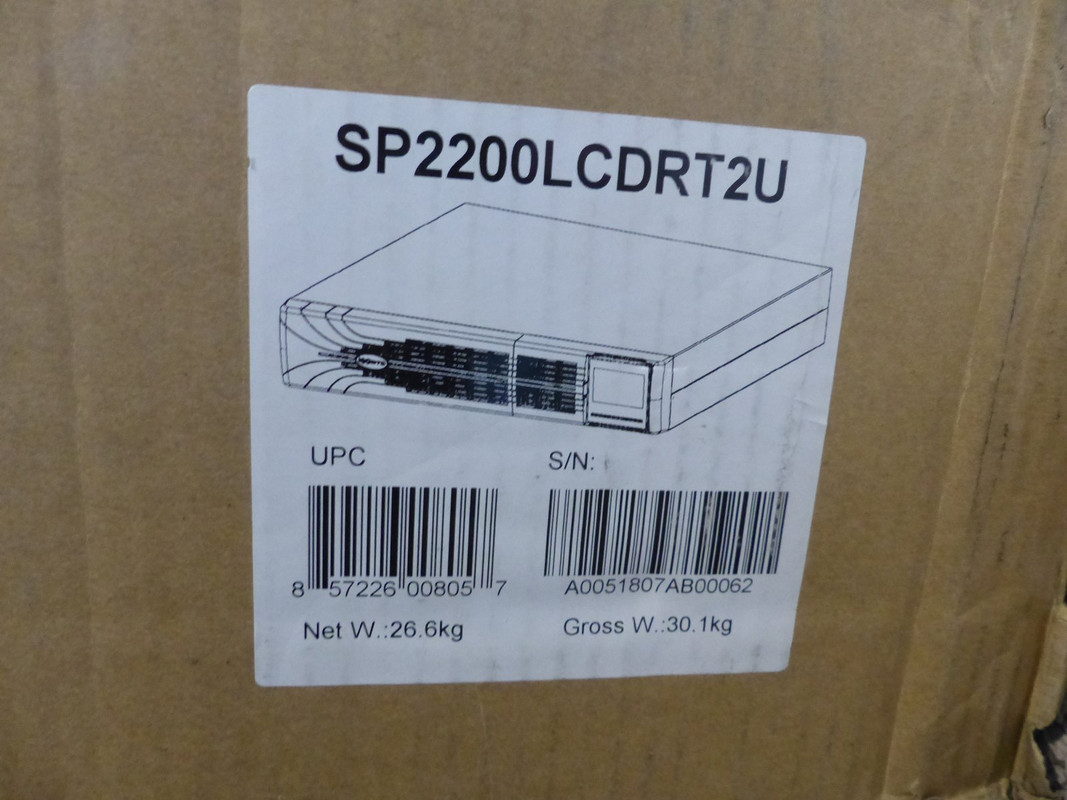 SP2200LCDRT2U
UPC
S/N:
8 57226 00805 7
A0051807AB00062
Net W.:26.6kg
Gross W.:30.1kg